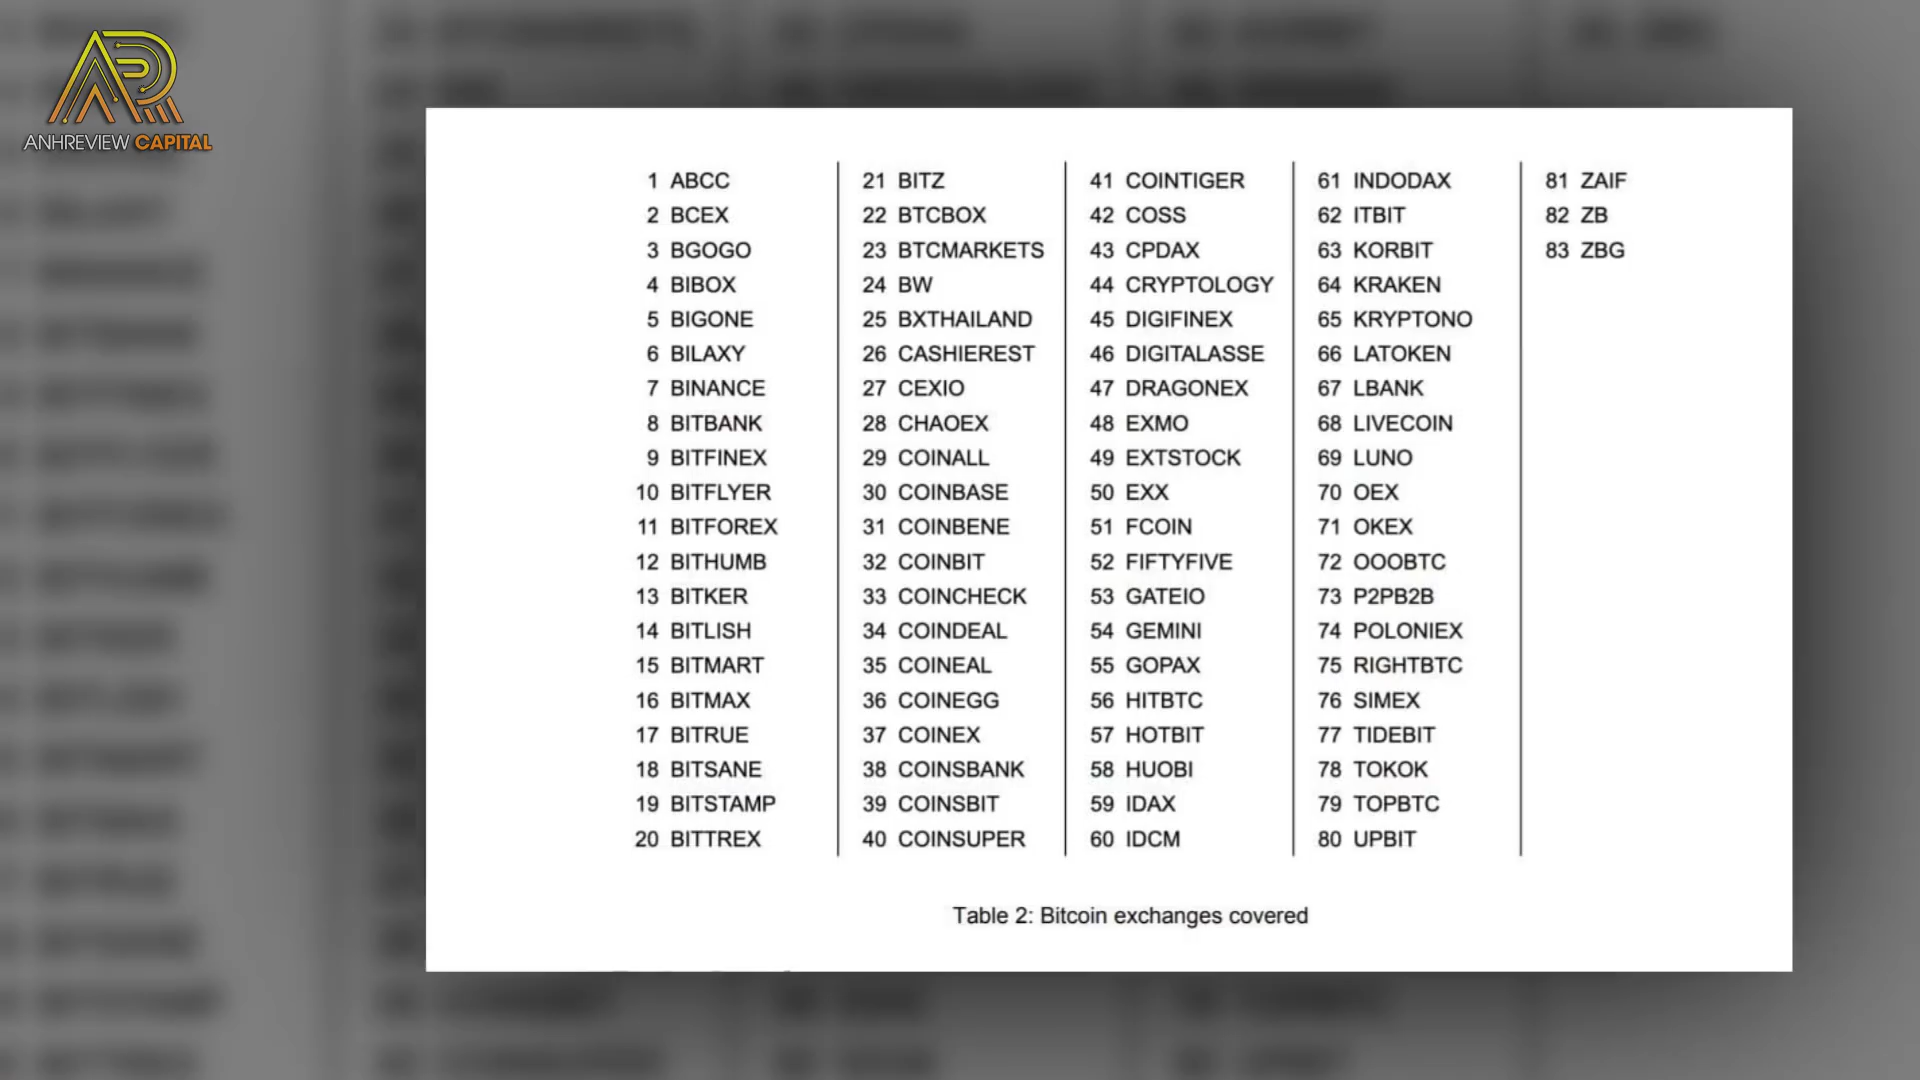 ANHREVIEW CAPITAL
1 ABCC
2 BCEX
3 BGOGO
4 BIBOX
5 BIGONE
6 BILAXY
7 BINANCE
8 BITBANK
9 BITFINEX
10 BITFLYER
11 BITFOREX
12 BITHUMB
13 BITKER
14 BITLISH
15 BITMART
16 BITMAX
17 BITRUE
18 BITSANE
19 BITSTAMP
20 BITTREX
21 BITZ
22 BTCBOX
23 BTCMARKETS
24 BW
25 BXTHAILAND
26 CASHIEREST
27 CEXIO
28 CHAOEX
29 COINALL
30 COINBASE
31 COINBENE
32 COINBIT
33 COINCHECK
34 COINDEAL
35 COINEAL
36 COINEGG
37 COINEX
38 COINSBANK
39 COINSBIT
40 COINSUPER
41 COINTIGER
42 COSS
43 CPDAX
44 CRYPTOLOGY
45 DIGIFINEX
46 DIGITALASSE
47 DRAGONEX
48 EXMO
49 EXTSTOCK
50 EXX
51 FCOIN
52 FIFTYFIVE
53 GATEIO
54 GEMINI
55 GOPAX
56 HITBTC
57 HOTBIT
58 HUOBI
59 IDAX
60 IDCM
61 INDODAX
62 ITBIT
63 KORBIT
64 KRAKEN
65 KRYPTONO
66 LATOKEN
67 LBANK
68 LIVECOIN
69 LUNO
70 OEX
71 OKEX
72 OOOBTC
73 P2PB2B
74 POLONIEX
75 RIGHTBTC
76 SIMEX
77 TIDEBIT
78 TOKOK
79 TOPBTC
80 UPBIT
81 ZAIF
82 ZB
83 ZBG
Table 2: Bitcoin exchanges covered